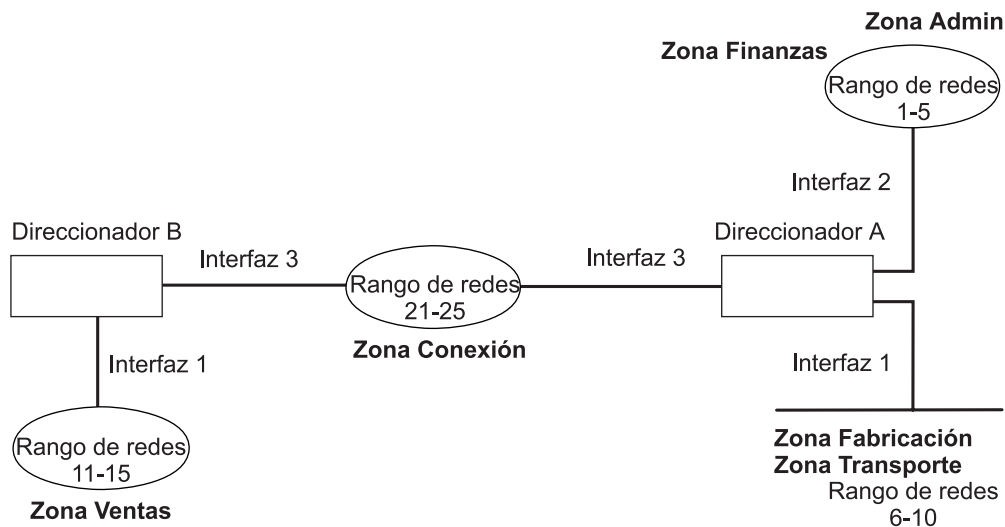 Zona Admin
Zona Finanzas
Rango de redes
1-5
Interfaz 2
Direccionador B
Direccionador A
Interfaz 3
Interfaz 3
Rango de redes
21-25
Zona Conexión
Interfaz 1
Interfaz 1
Rango de redes
11-15
Zona Ventas
Zona Fabricación
Zona Transporte
Rango de redes
6-10